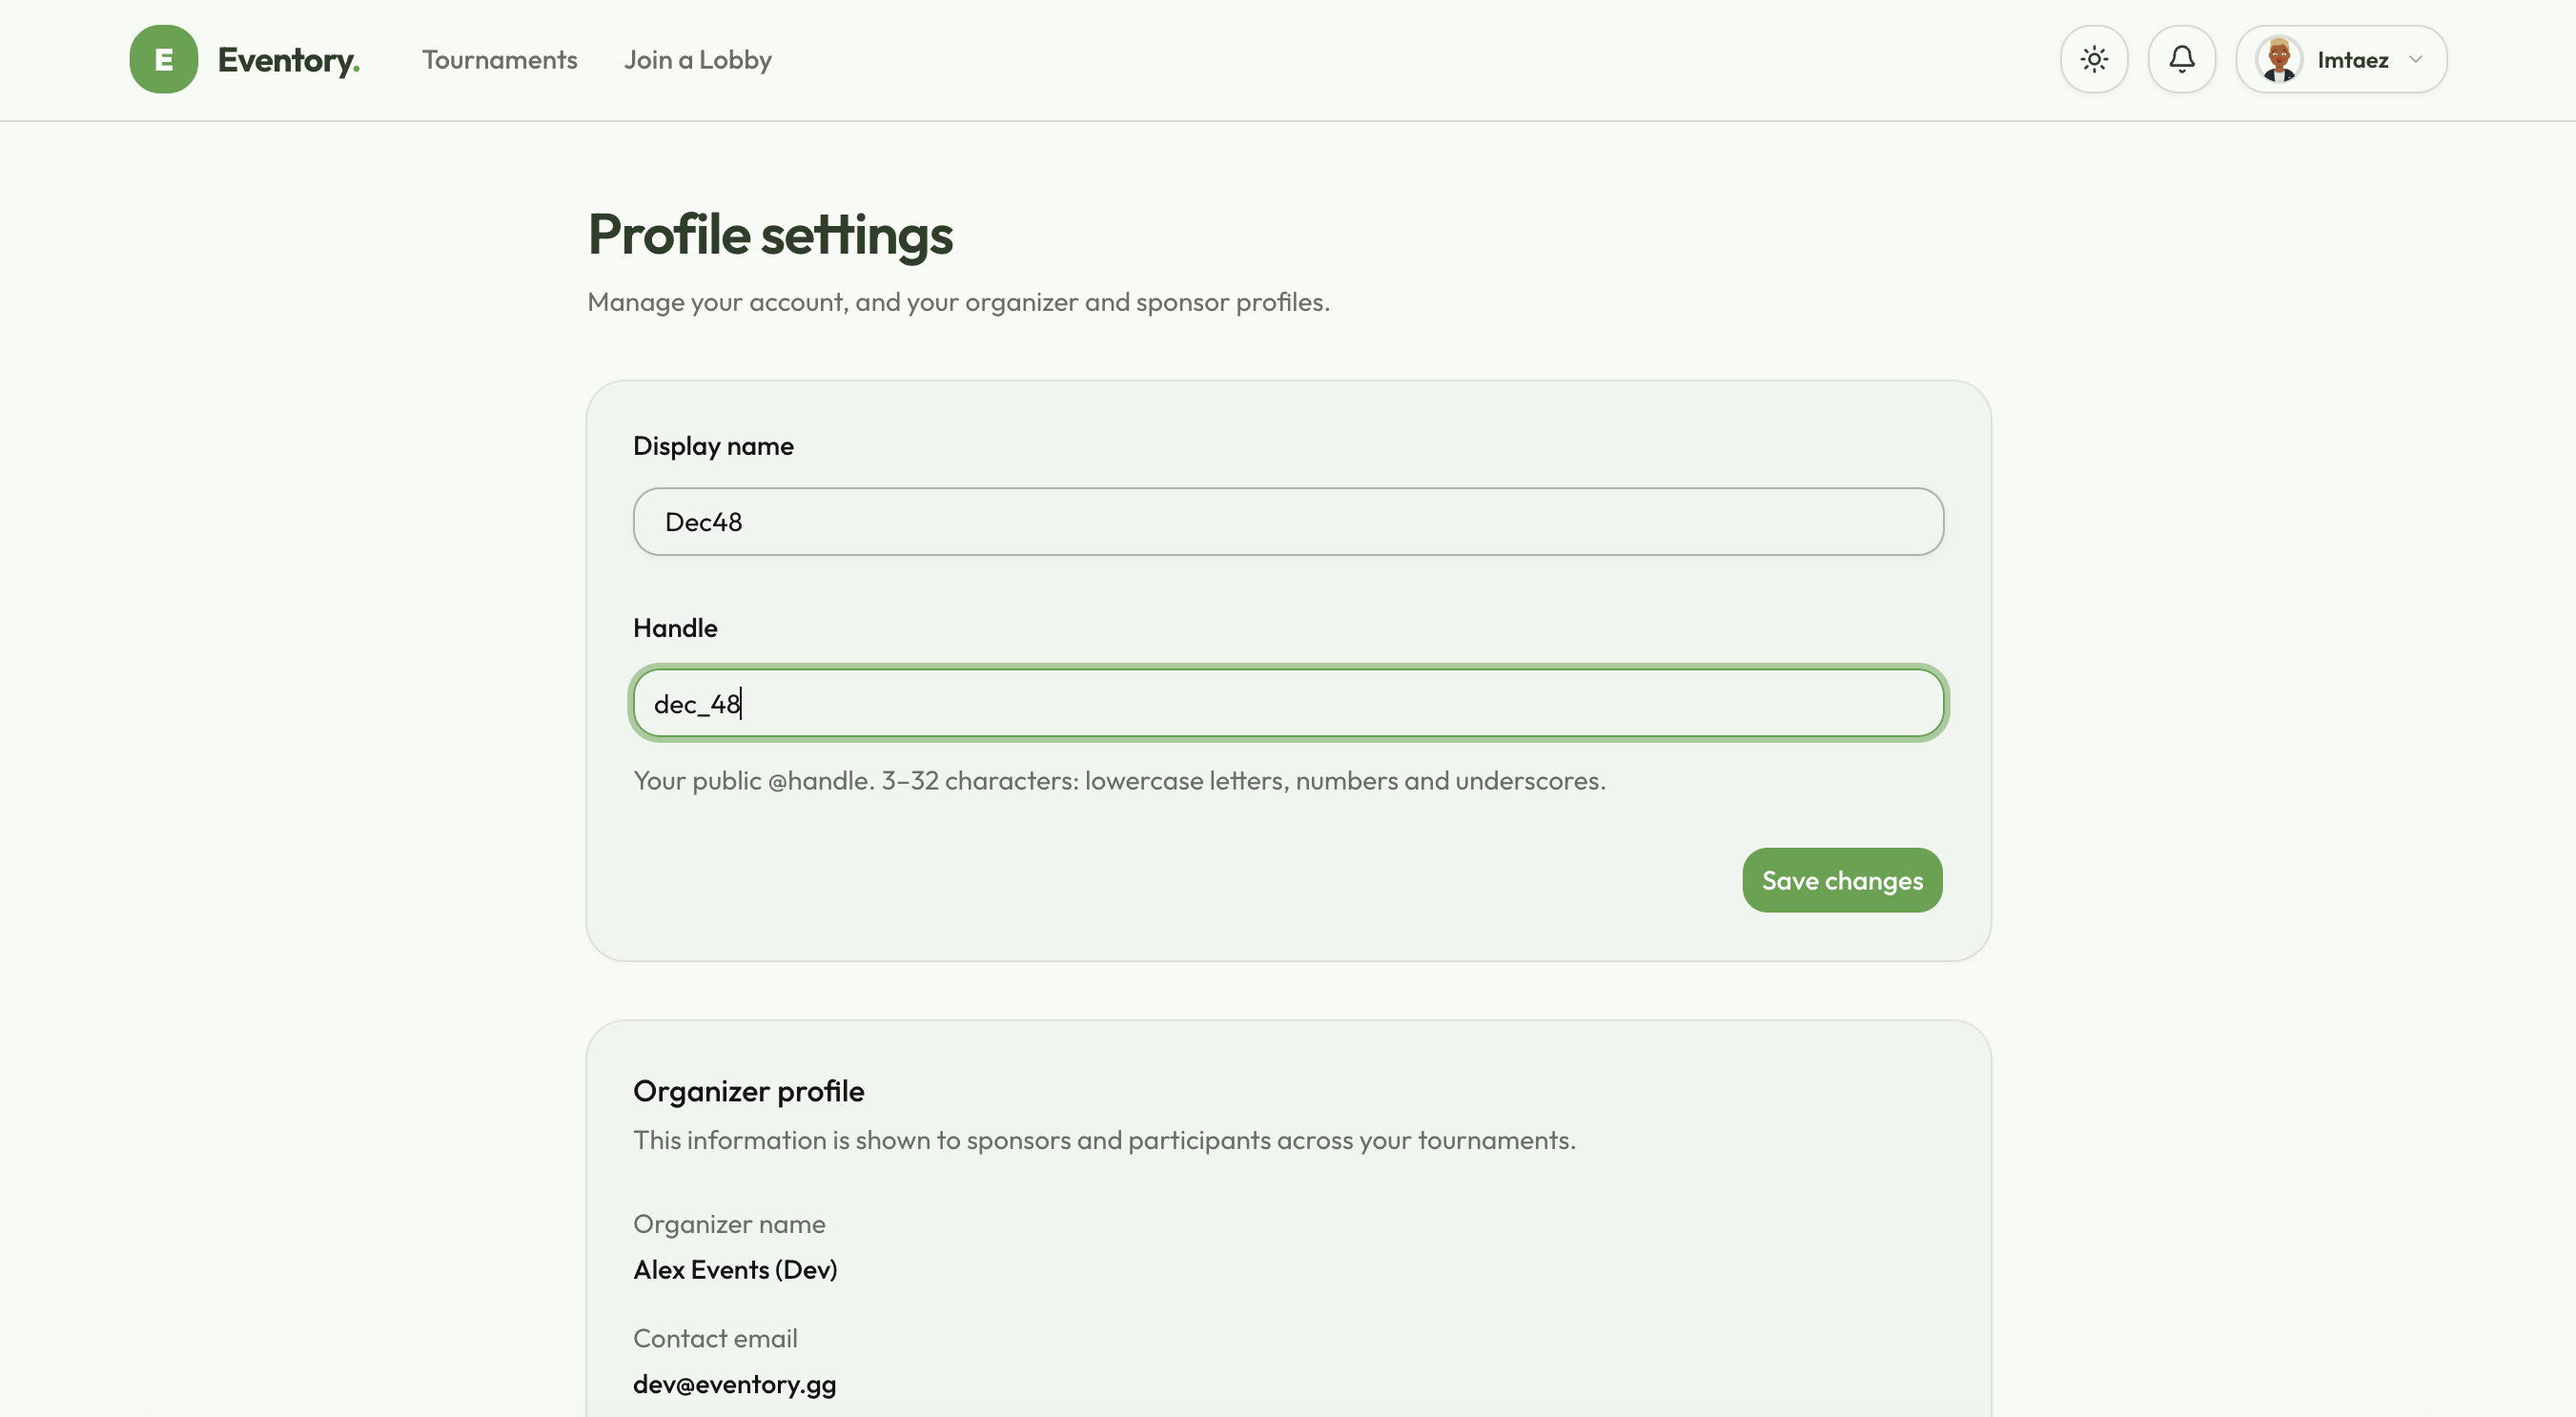 E Eventory. Tournaments Join a Lobby Imtaez
Profile settings
Manage your account, and your organizer and sponsor profiles.
Display name
Dec48
Handle
dec_48
Your public @handle. 3–32 characters: lowercase letters, numbers and underscores.
Save changes
Organizer profile
This information is shown to sponsors and participants across your tournaments.
Organizer name
Alex Events (Dev)
Contact email
dev@eventory.gg